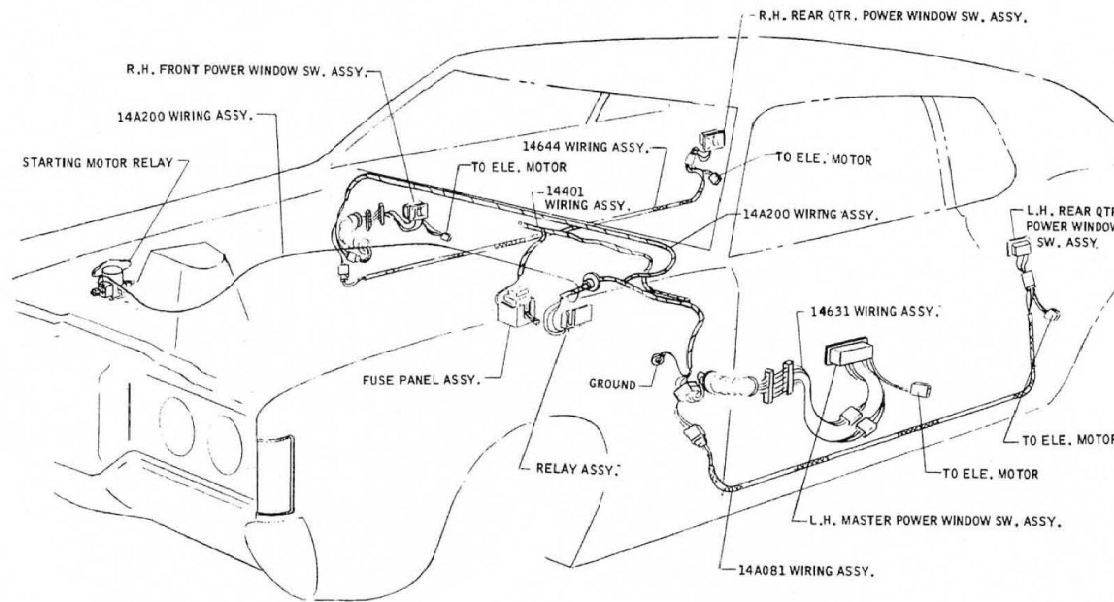 R.H. REAR QTR. POWER WINDOW SW. ASSY.
R.H. FRONT POWER WINDOW SW. ASSY.
14A200 WIRING ASSY.
14644 WIRING ASSY.
STARTING MOTOR RELAY
TO ELE. MOTOR
TO ELE. MOTOR
14401
WIRING ASSY.
14A200 WIRING ASSY.
L.H. REAR QTR.
POWER WINDOW
SW. ASSY.
14631 WIRING ASSY.
FUSE PANEL ASSY.
GROUND
RELAY ASSY.
TO ELE. MOTOR
TO ELE. MOTOR
L.H. MASTER POWER WINDOW SW. ASSY.
14A081 WIRING ASSY.